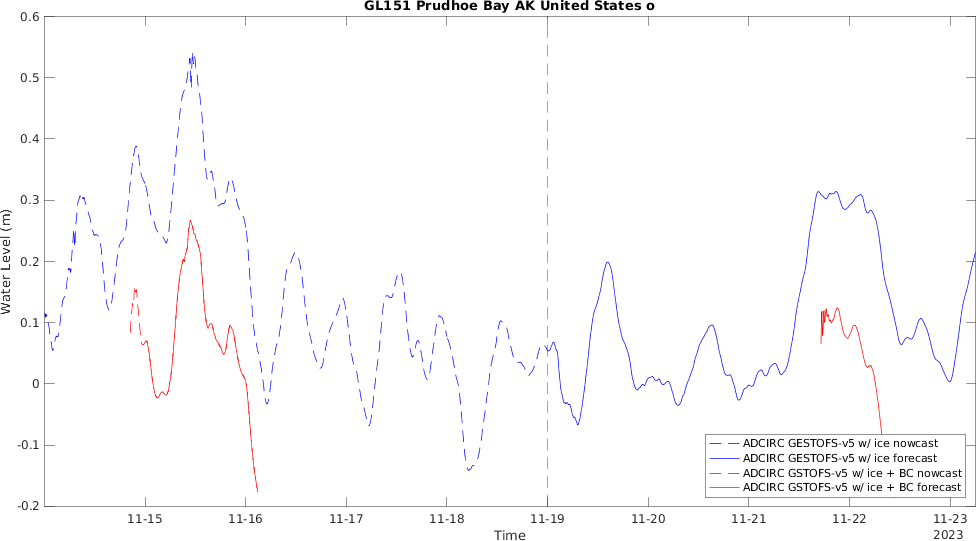 GL151 Prudhoe Bay AK United States o
0.6
0.5
0.4
0.3
0.2
0.1
0
-0.1
-0.2
Water Level (m)
11-15
11-16
11-17
11-18
11-19
11-20
11-21
11-22
11-23
2023
Time
ADCIRC GESTOFS-v5 w/ ice nowcast
ADCIRC GESTOFS-v5 w/ ice forecast
ADCIRC GSTOFS-v5 w/ ice + BC nowcast
ADCIRC GSTOFS-v5 w/ ice + BC forecast